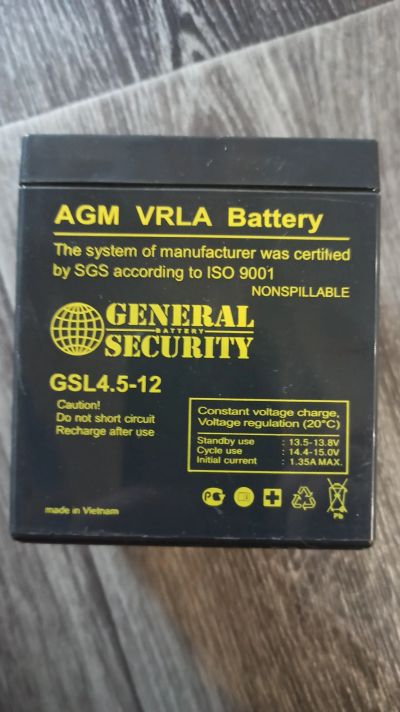 AGM VRLA Battery
The system of manufacturer was certified
by SGS according to ISO 9001
NONSPILLABLE
GENERAL
BATTERY
SECURITY
GSL4.5-12
Caution!
Do not short circuit
Recharge after use
Constant voltage charge,
Voltage regulation (20°C)
Standby use : 13.5-13.8V
Cycle use : 14.4-15.0V
Initial current : 1.35A MAX.
made in Vietnam
Pb